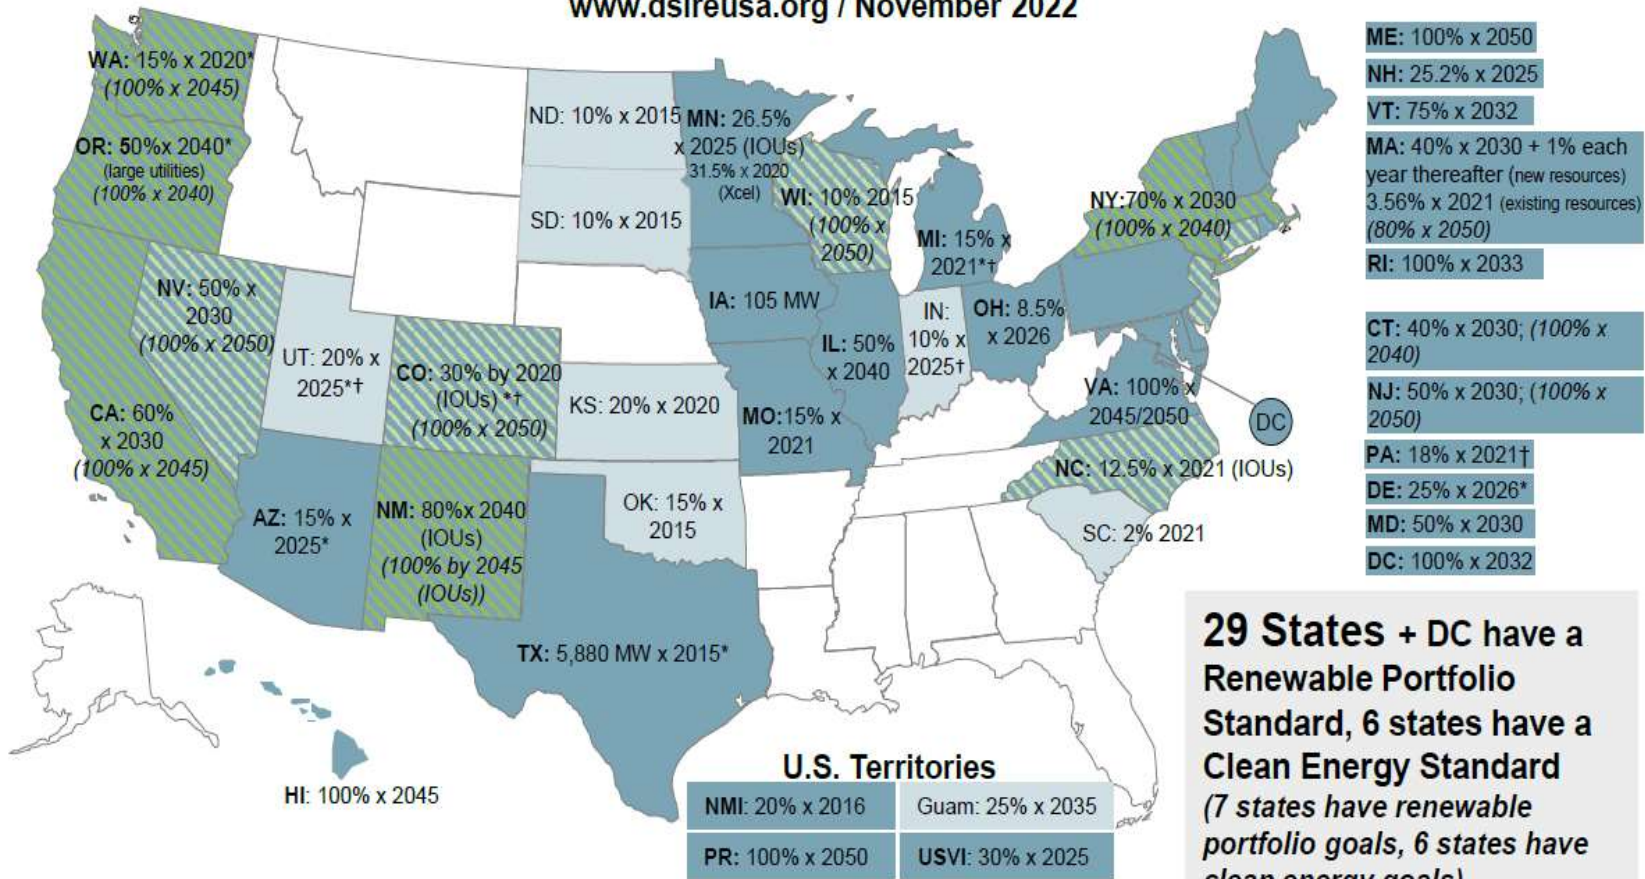 www.dsireusa.org / November 2022
WA: 15% x 2020*
(100% x 2045)
OR: 50%x 2040*
(large utilities)
(100% x 2040)
CA: 60%
x 2030
(100% x 2045)
NV: 50% x
2030
(100% x 2050)
UT: 20% x
2025*†
CO: 30% by 2020
(IOUs) *†
(100% x 2050)
AZ: 15% x
2025*
NM: 80%x 2040
(IOUs)
(100% by 2045
(IOUs))
ND: 10% x 2015
SD: 10% x 2015
KS: 20% x 2020
OK: 15% x
2015
TX: 5,880 MW x 2015*
MN: 26.5%
x 2025 (IOUs)
31.5% x 2020
(Xcel)
IA: 105 MW
MO:15% x
2021
WI: 10% 2015
(100% x
2050)
IL: 50%
x 2040
MI: 15% x
2021*†
IN:
10% x
2025†
OH: 8.5%
x 2026
NY:70% x 2030
(100% x 2040)
VA: 100% x
2045/2050
DC
NC: 12.5% x 2021 (IOUs)
SC: 2% 2021
HI: 100% x 2045
ME: 100% x 2050
NH: 25.2% x 2025
VT: 75% x 2032
MA: 40% x 2030 + 1% each
year thereafter (new resources)
3.56% x 2021 (existing resources)
(80% x 2050)
RI: 100% x 2033
CT: 40% x 2030; (100% x
2040)
NJ: 50% x 2030; (100% x
2050)
PA: 18% x 2021†
DE: 25% x 2026*
MD: 50% x 2030
DC: 100% x 2032
U.S. Territories
NMI: 20% x 2016
Guam: 25% x 2035
PR: 100% x 2050
USVI: 30% x 2025
29 States + DC have a
Renewable Portfolio
Standard, 6 states have a
Clean Energy Standard
(7 states have renewable
portfolio goals, 6 states have
clean energy goals)